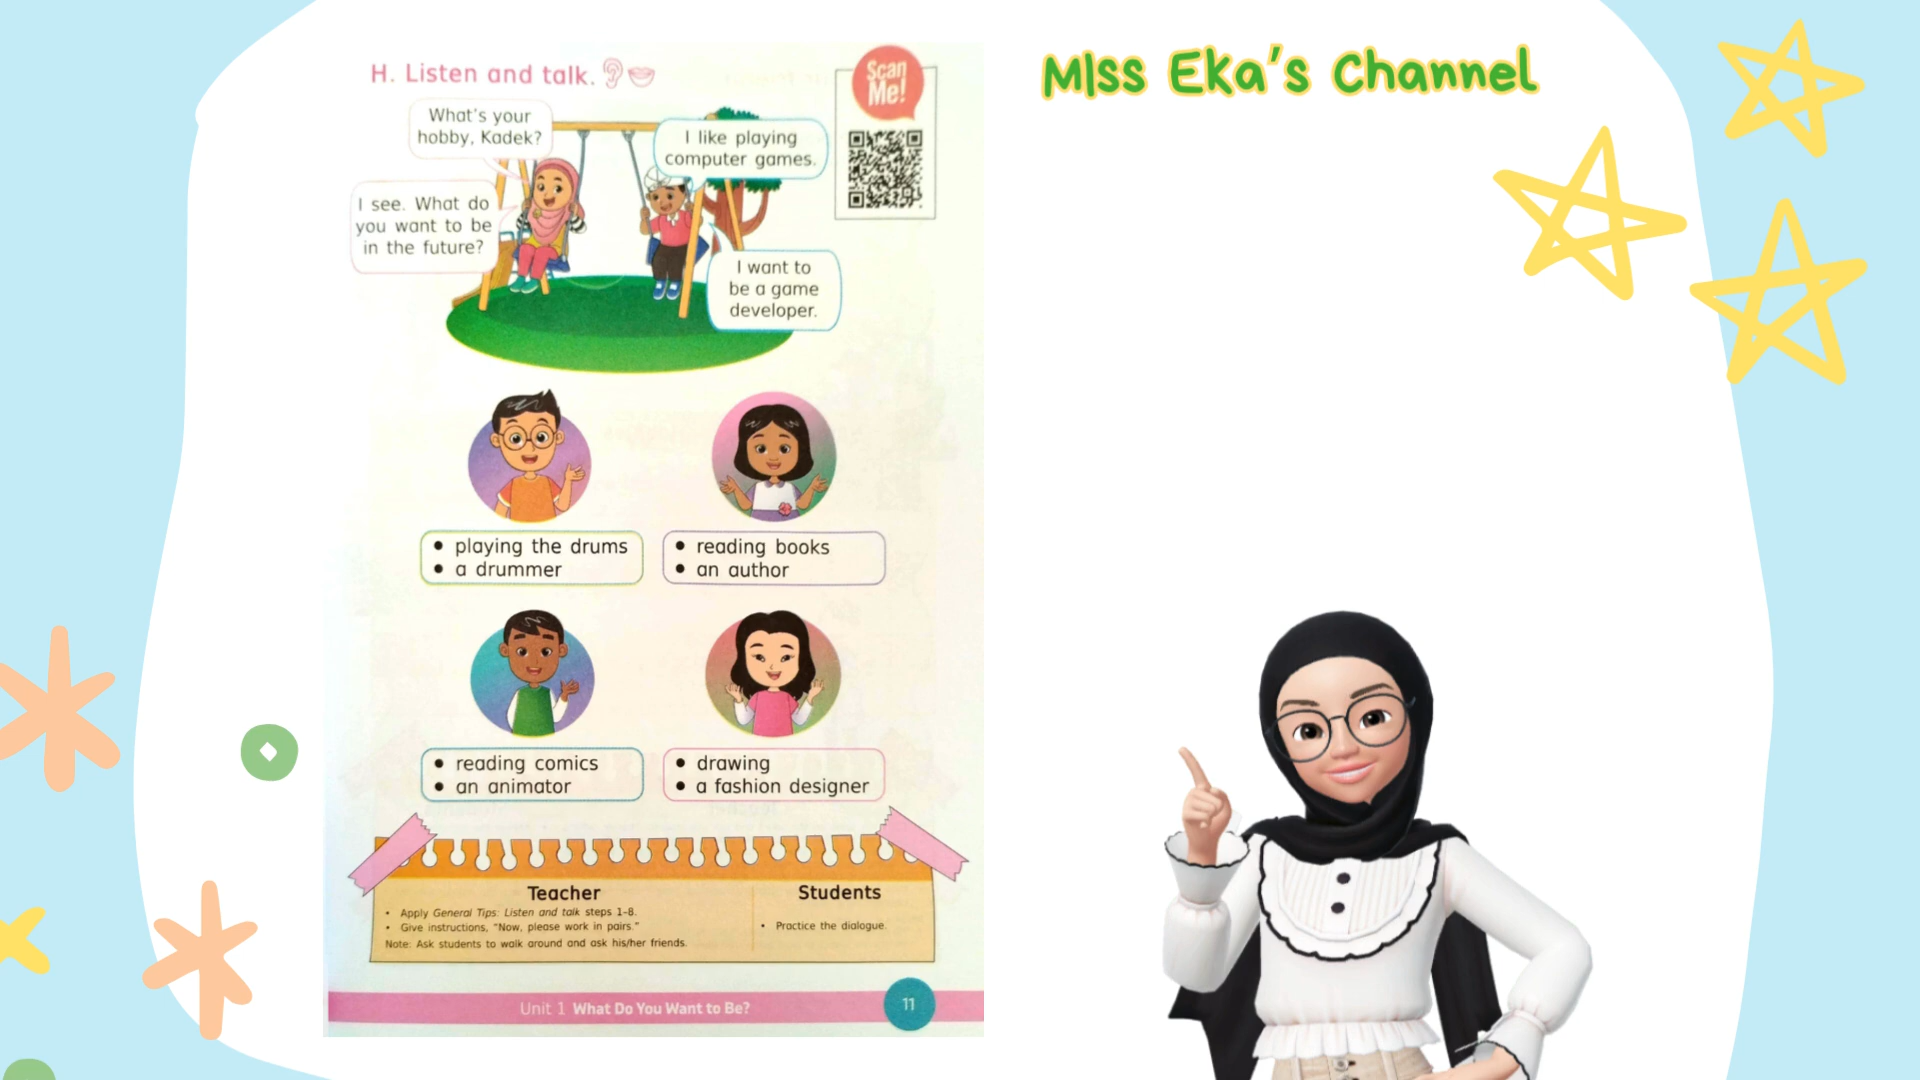 H. Listen and talk.
Scan
Me!
What's your
hobby, Kadek?
I like playing
computer games.
I see. What do
you want to be
in the future?
I want to
be a game
developer.
• playing the drums
• a drummer
• reading books
• an author
• reading comics
• an animator
• drawing
• a fashion designer
Teacher
• Apply General Tips: Listen and talk steps 1–8.
• Give instructions, "Now, please work in pairs."
Note: Ask students to walk around and ask his/her friends.
Students
• Practice the dialogue.
Unit 1 What Do You Want to Be?
11
MIss Eka's Channel